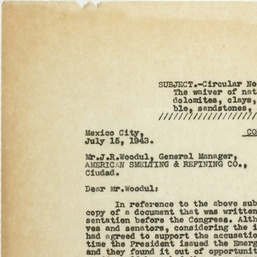 SUBJECT.-Circular No
The waiver of nat
dolomites, clays,
ble, sandstones,
////////////////////
CO
Mexico City,
July 15, 1943.
Mr.J.R.Woodul, General Manager,
AMERICAN SMELTING & REFINING CO.,
Ciudad.
Dear Mr.Woodul:
In reference to the above sub
copy of a document that was written
sentation before the Congress. Alth
ves and senators, considering the i
had agreed to support the accusatio
time the President issued the Emerg
and they found it out of opportunit